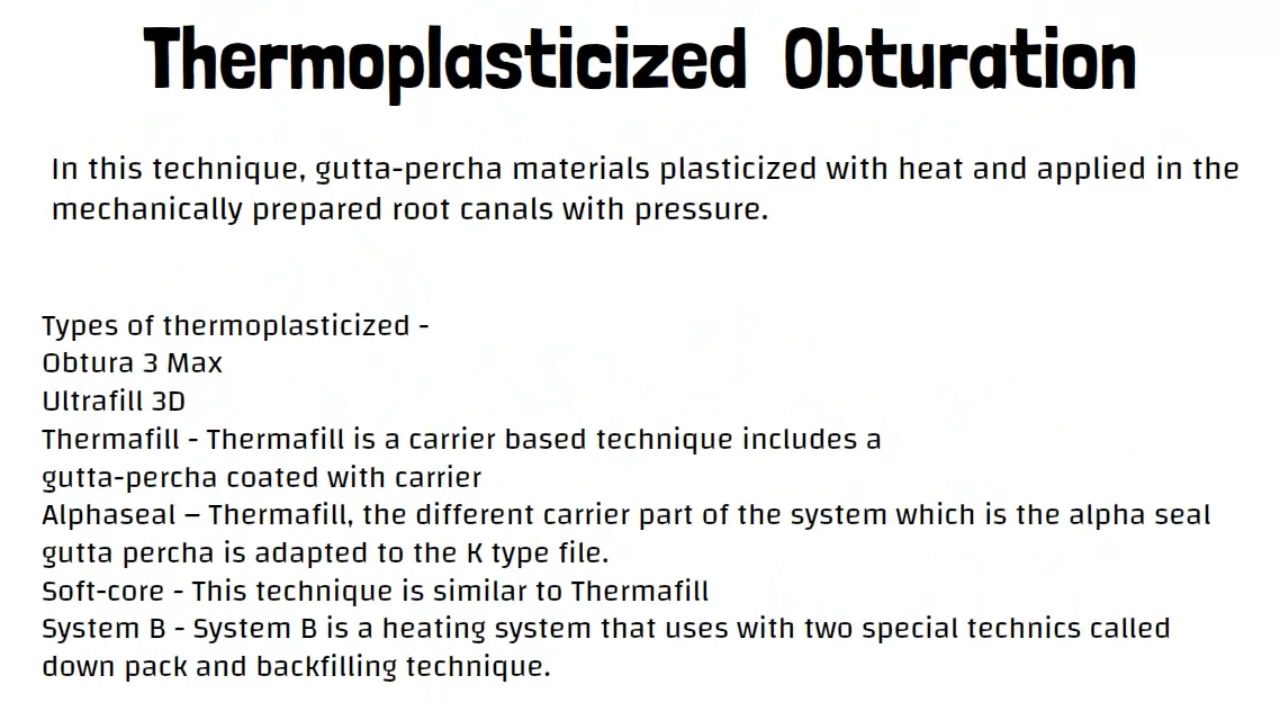 Thermoplasticized Obturation
In this technique, gutta-percha materials plasticized with heat and applied in the
mechanically prepared root canals with pressure.
Types of thermoplasticized -
Obtura 3 Max
Ultrafill 3D
Thermafill - Thermafill is a carrier based technique includes a
gutta-percha coated with carrier
Alphaseal – Thermafill, the different carrier part of the system which is the alpha seal
gutta percha is adapted to the K type file.
Soft-core - This technique is similar to Thermafill
System B - System B is a heating system that uses with two special technics called
down pack and backfilling technique.